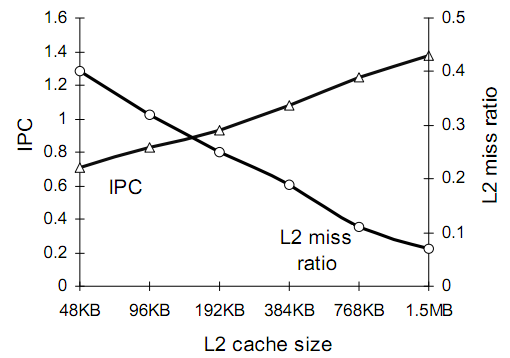 1.6
1.4
1.2
1
0.8
0.6
0.4
0.2
0
IPC
0.5
0.4
0.3
0.2
0.1
0
L2 miss ratio
IPC
L2 miss
ratio
48KB 96KB 192KB 384KB 768KB 1.5MB
L2 cache size